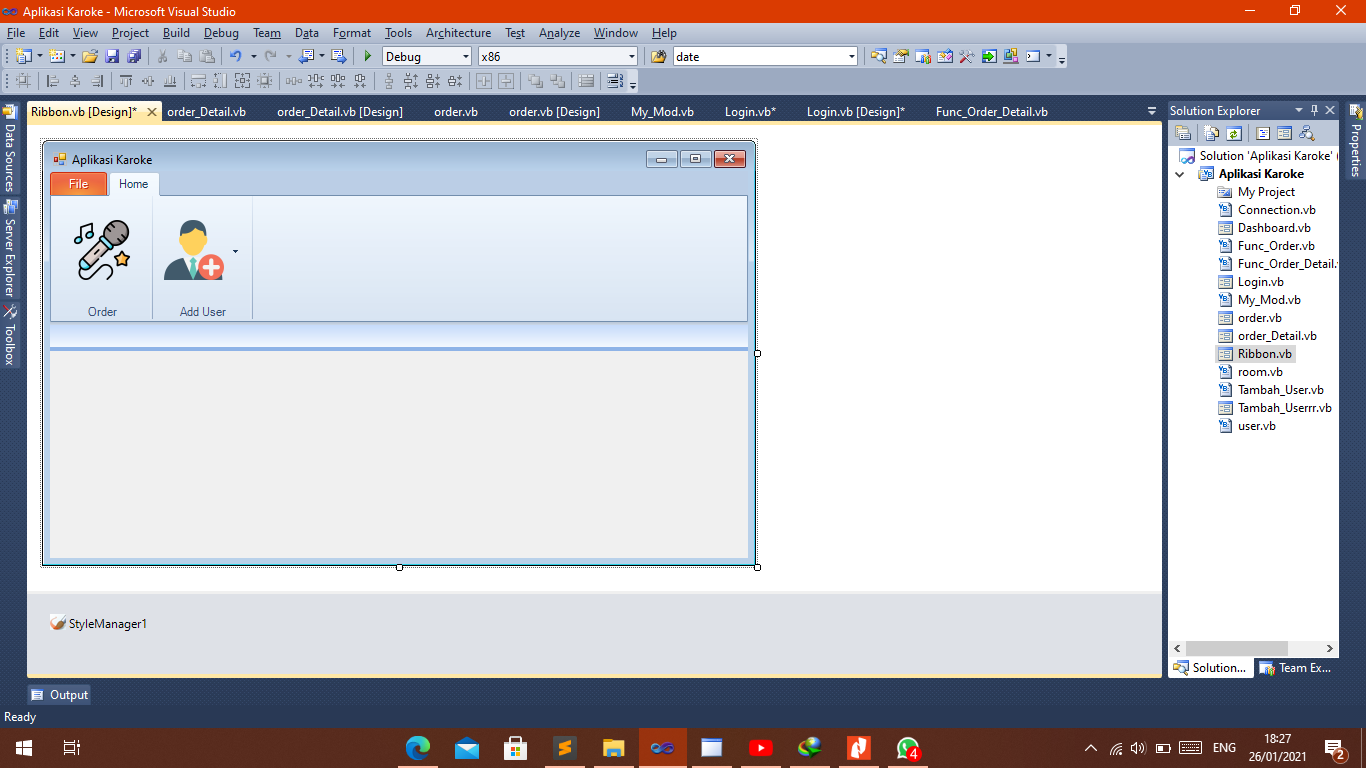 Aplikasi Karoke - Microsoft Visual Studio
File Edit View Project Build Debug Team Data Format Tools Architecture Test Analyze Window Help
Debug x86 date
Ribbon.vb [Design]* order_Detail.vb order_Detail.vb [Design] order.vb order.vb [Design] My_Mod.vb Login.vb* Login.vb [Design]* Func_Order_Detail.vb
Data Sources
Server Explorer
Toolbox
Aplikasi Karoke
File Home
Order Add User
StyleManager1
Solution Explorer
Solution 'Aplikasi Karoke' (
Aplikasi Karoke
My Project
Connection.vb
Dashboard.vb
Func_Order.vb
Func_Order_Detail.
Login.vb
My_Mod.vb
order.vb
order_Detail.vb
Ribbon.vb
room.vb
Tambah_User.vb
Tambah_Userrr.vb
user.vb
Solution... Team Ex...
Properties
Output
Ready
4
ENG
18:27
26/01/2021
2